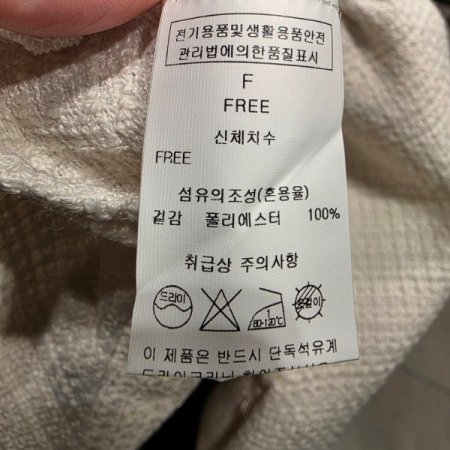 전기용품및생활용품안전
관리법에의한품질표시
F
FREE
신체치수
FREE
섬유의조성(혼용율)
겉감 폴리에스터 100%
취급상 주의사항
드라이
80-120℃
이 제품은 반드시 단독석유계